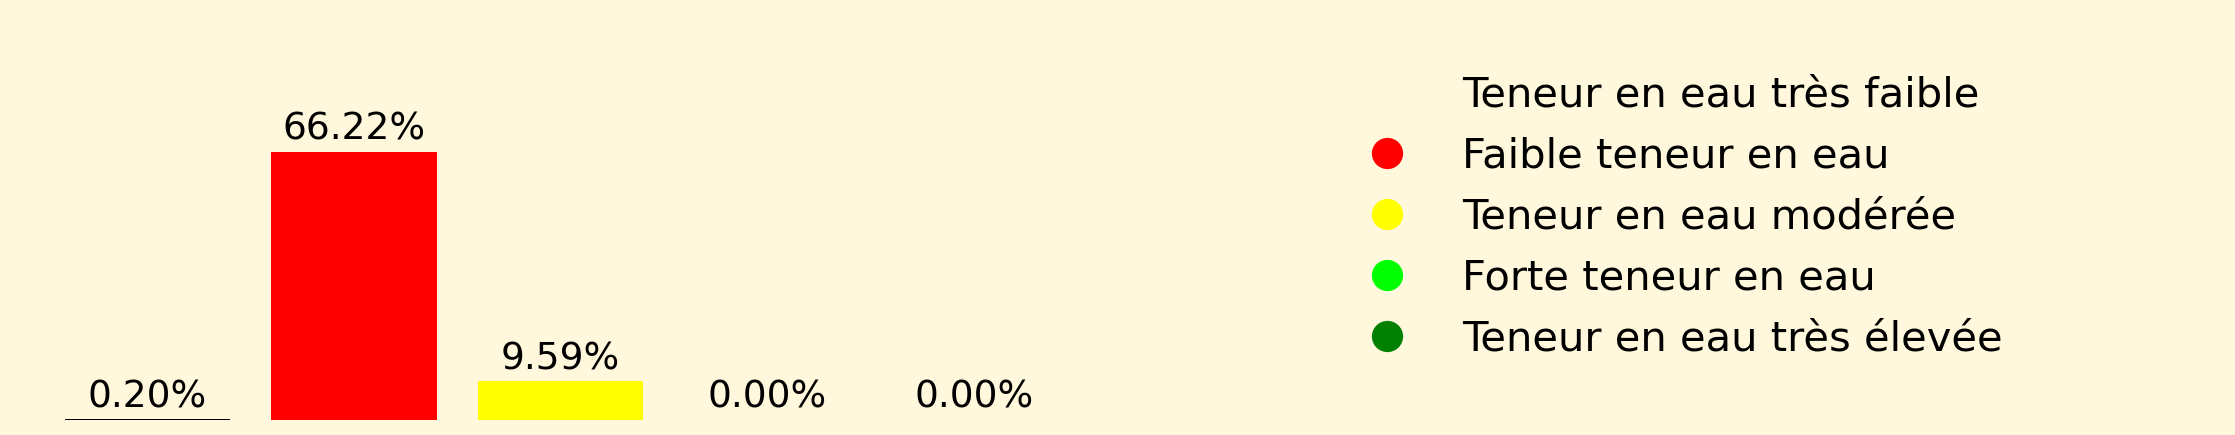 66.22%
9.59%
0.20%
0.00%
0.00%
Teneur en eau très faible
Faible teneur en eau
Teneur en eau modérée
Forte teneur en eau
Teneur en eau très élevée